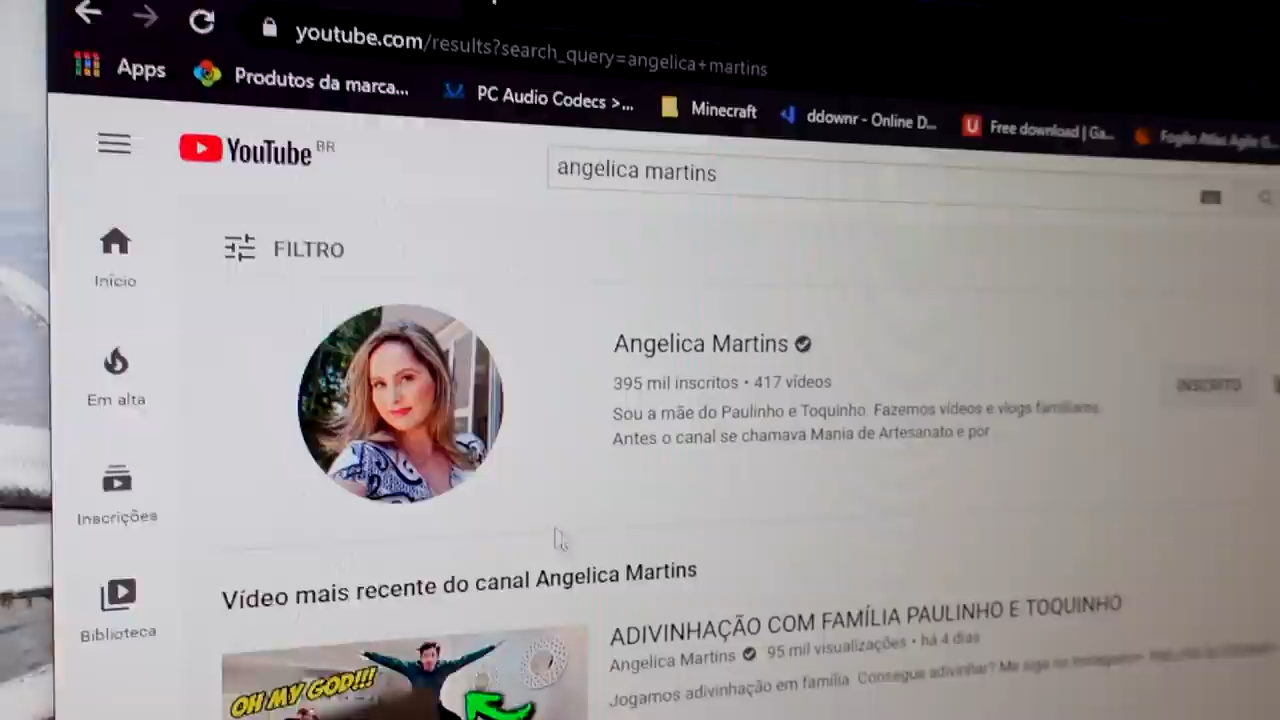 youtube.com/results?search_query=angelica+martins
Apps
Produtos da marca...
PC Audio Codecs >...
Minecraft
ddownr - Online D...
Free download | Ga...
YouTube BR
angelica martins
FILTRO
Início
Em alta
Inscrições
Biblioteca
Angelica Martins
395 mil inscritos • 417 vídeos
Sou a mãe do Paulinho e Toquinho. Fazemos vídeos e vlogs familiares.
Antes o canal se chamava Mania de Artesanato e por
INSCRITO
Vídeo mais recente do canal Angelica Martins
OH MY GOD!!!
ADIVINHAÇÃO COM FAMÍLIA PAULINHO E TOQUINHO
Angelica Martins 95 mil visualizações • há 4 dias
Jogamos adivinhação em família Consegue adivinhar? Me siga no Instagram